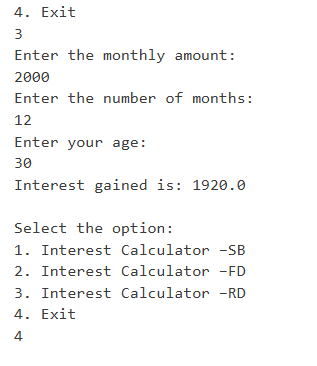 4. Exit
3
Enter the monthly amount:
2000
Enter the number of months:
12
Enter your age:
30
Interest gained is: 1920.0

Select the option:
1. Interest Calculator –SB
2. Interest Calculator –FD
3. Interest Calculator –RD
4. Exit
4